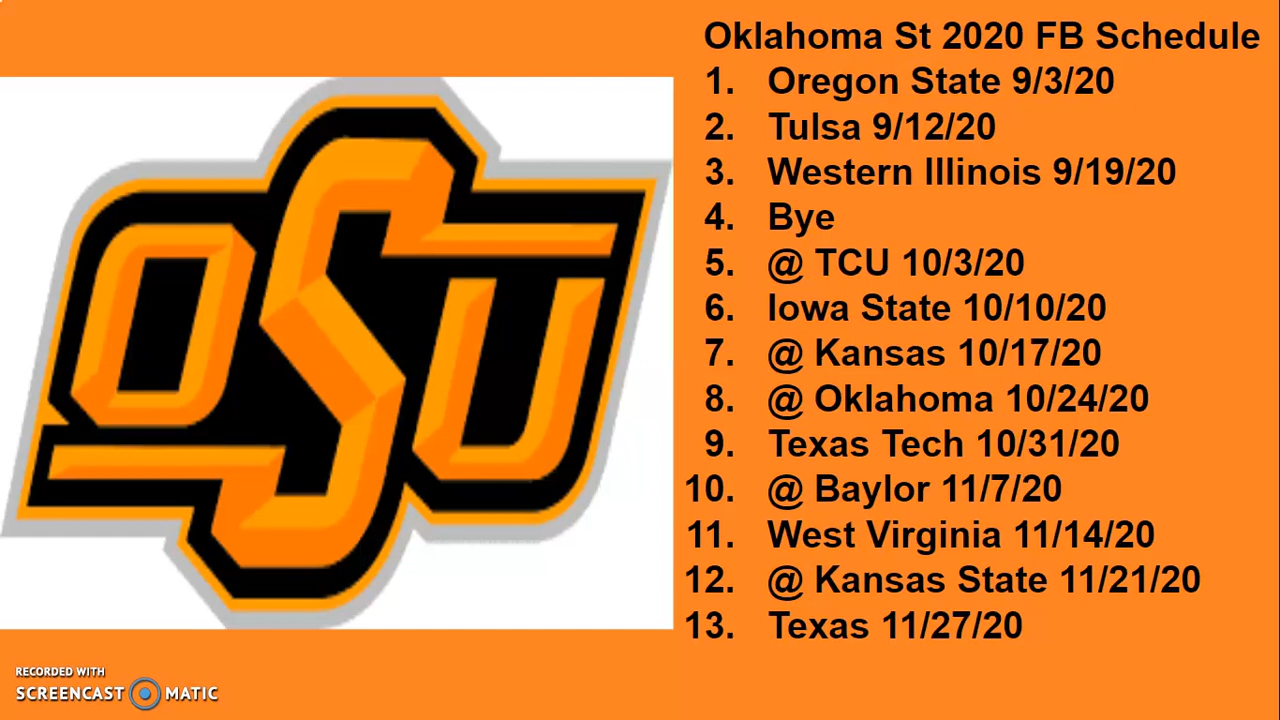 OSU
Oklahoma St 2020 FB Schedule
1. Oregon State 9/3/20
2. Tulsa 9/12/20
3. Western Illinois 9/19/20
4. Bye
5. @ TCU 10/3/20
6. Iowa State 10/10/20
7. @ Kansas 10/17/20
8. @ Oklahoma 10/24/20
9. Texas Tech 10/31/20
10. @ Baylor 11/7/20
11. West Virginia 11/14/20
12. @ Kansas State 11/21/20
13. Texas 11/27/20
RECORDED WITH
SCREENCAST MATIC